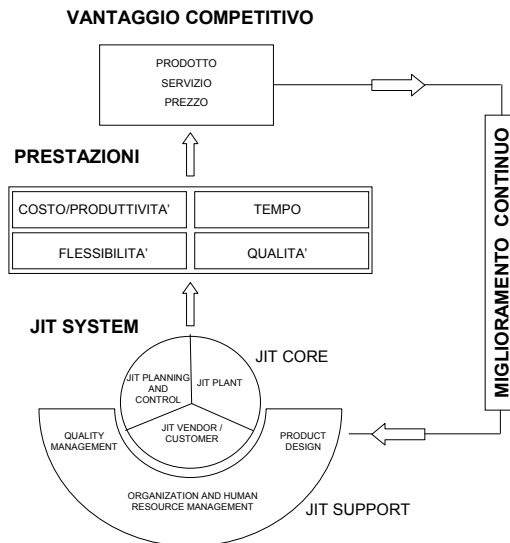 VANTAGGIO COMPETITIVO
PRODOTTO
SERVIZIO
PREZZO
PRESTAZIONI
COSTO/PRODUTTIVITA'
TEMPO
FLESSIBILITA'
QUALITA'
MIGLIORAMENTO CONTINUO
JIT SYSTEM
JIT CORE
JIT PLANNING
AND
CONTROL
JIT PLANT
JIT VENDOR /
CUSTOMER
QUALITY
MANAGEMENT
PRODUCT
DESIGN
ORGANIZATION AND HUMAN
RESOURCE MANAGEMENT
JIT SUPPORT